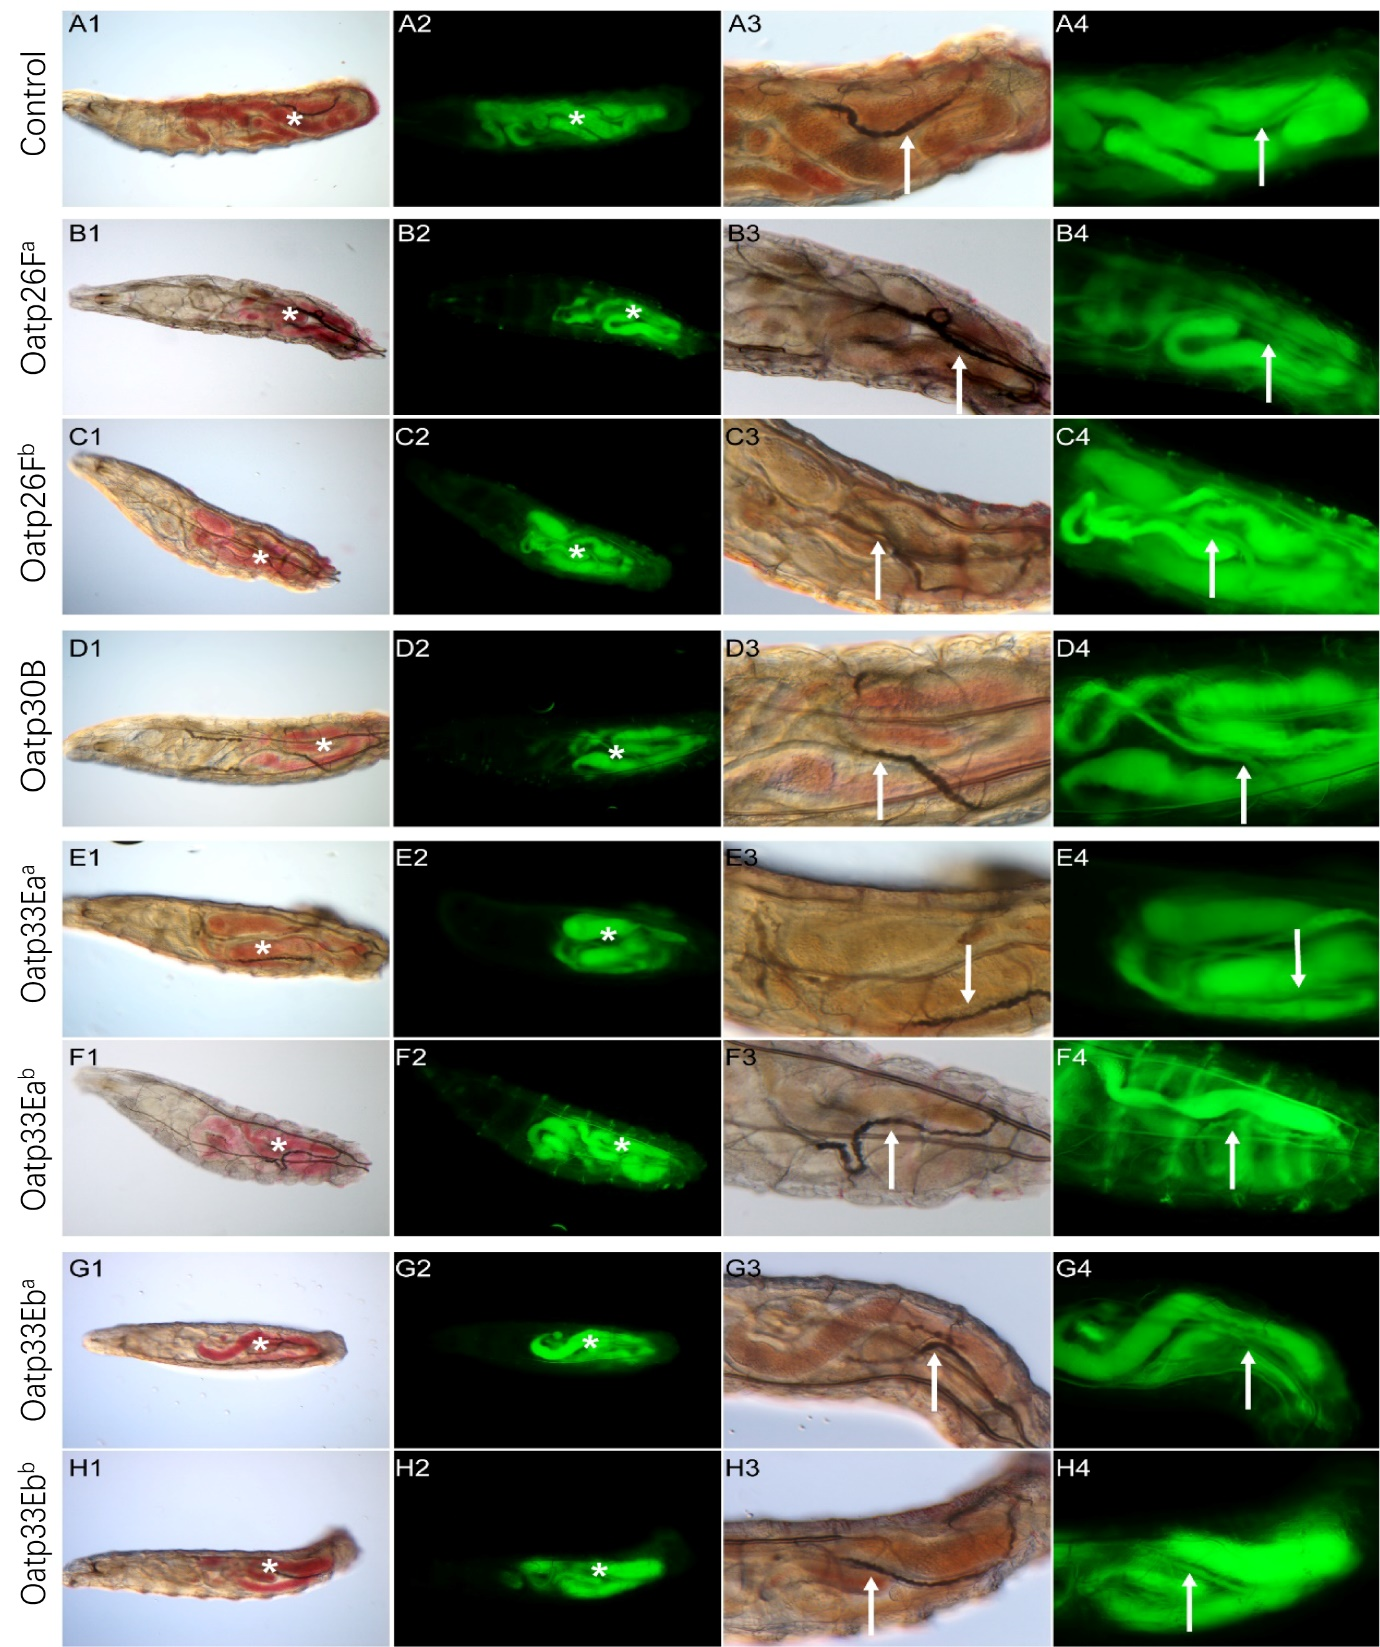 Control
A1
A2
A3
A4
Oatp26Fᵃ
B1
B2
B3
B4
Oatp26Fᵇ
C1
C2
C3
C4
Oatp30B
D1
D2
D3
D4
Oatp33Eaᵃ
E1
E2
E3
E4
Oatp33Eaᵇ
F1
F2
F3
F4
Oatp33Ebᵃ
G1
G2
G3
G4
Oatp33Ebᵇ
H1
H2
H3
H4